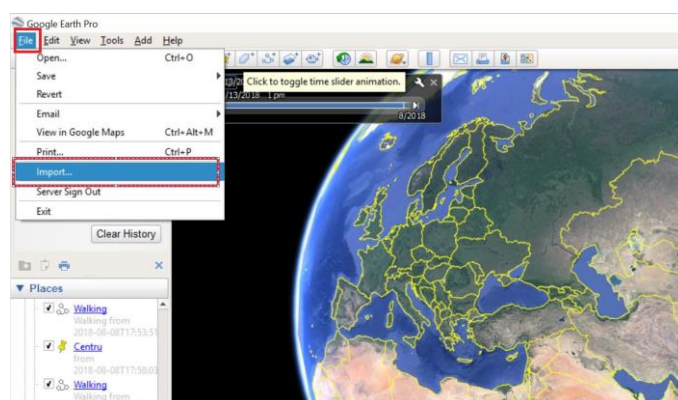 Google Earth Pro
File Edit View Tools Add Help
Open... Ctrl+O
Save
Revert
Email
View in Google Maps Ctrl+Alt+M
Print... Ctrl+P
Import...
Server Sign Out
Exit
Click to toggle time slider animation.
/13/2018 1 pm
8/2018
Clear History
Places
Walking
Walking from
2018-08-08T17:53:51
Centru
from
2018-08-08T17:58:03
Walking
Walking from